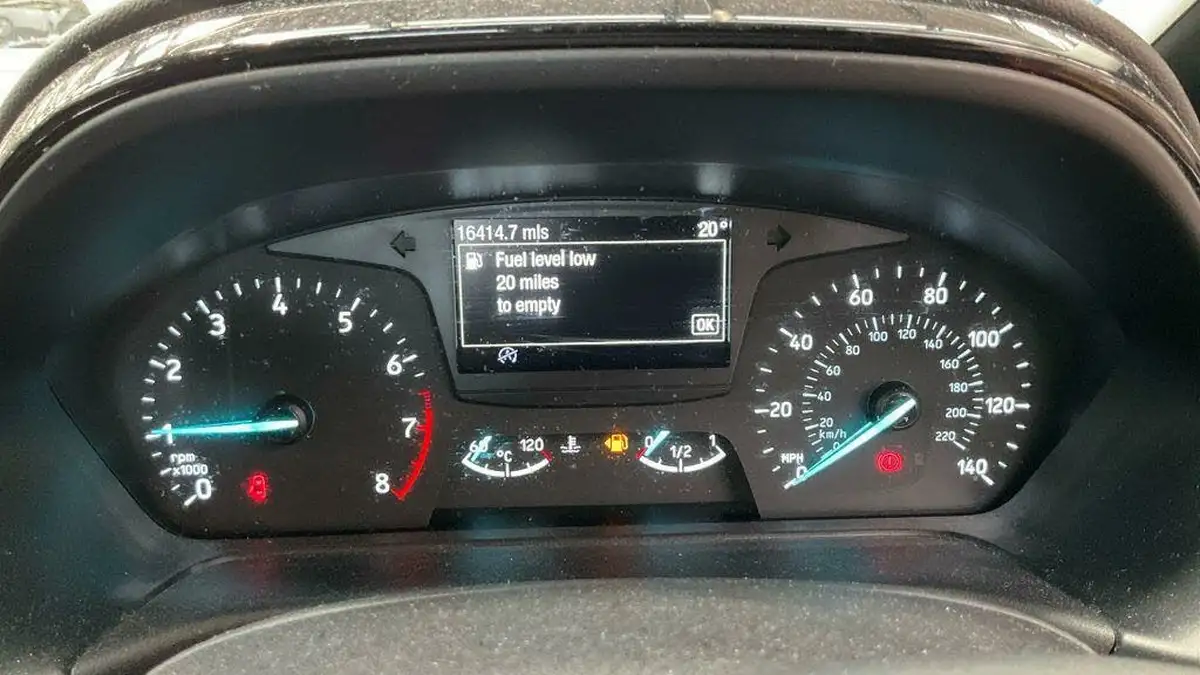 16414.7 mls 20°
Fuel level low
20 miles
to empty
OK
0 1 2 3 4 5 6 7 8
rpm
x1000
60 120
°C
0 1/2 1
0 20 40 60 80 100 120 140
MPH
0 20 40 60 80 100 120 140 160 180 200 220
km/h